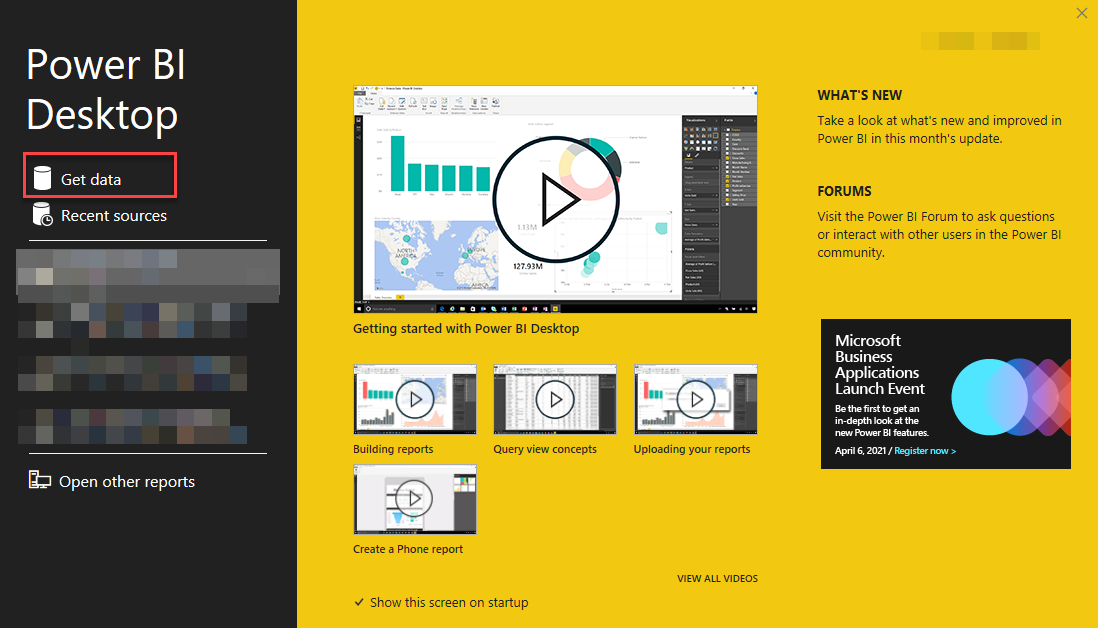 Power BI
Desktop
Get data
Recent sources
Open other reports
Getting started with Power BI Desktop
1.13M
127.93M
Building reports
Query view concepts
Uploading your reports
Create a Phone report
VIEW ALL VIDEOS
Show this screen on startup
WHAT'S NEW
Take a look at what's new and improved in
Power BI in this month's update.
FORUMS
Visit the Power BI Forum to ask questions
or interact with other users in the Power BI
community.
Microsoft
Business
Applications
Launch Event
Be the first to get an
in-depth look at the
new Power BI features.
April 6, 2021 / Register now >